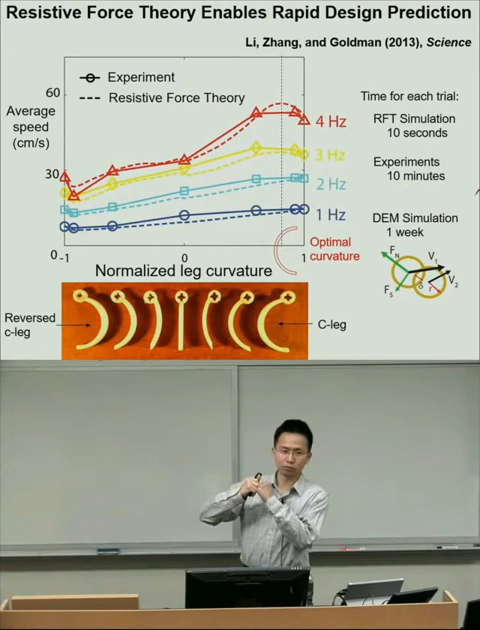 Resistive Force Theory Enables Rapid Design Prediction
Li, Zhang, and Goldman (2013), Science
Average
speed
(cm/s)
60
30
0
Experiment
Resistive Force Theory
4 Hz
3 Hz
2 Hz
1 Hz
-1
0
1
Normalized leg curvature
Optimal
curvature
Time for each trial:
RFT Simulation
10 seconds
Experiments
10 minutes
DEM Simulation
1 week
F_N
V_1
F_S
V_2
r
Reversed
c-leg
C-leg